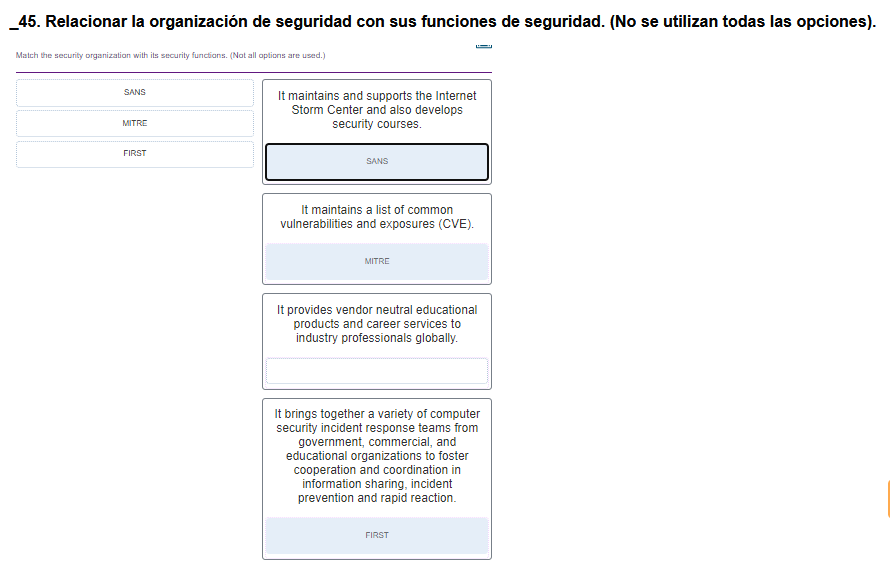 _45. Relacionar la organización de seguridad con sus funciones de seguridad. (No se utilizan todas las opciones).
Match the security organization with its security functions. (Not all options are used.)
SANS
MITRE
FIRST
It maintains and supports the Internet
Storm Center and also develops
security courses.
SANS
It maintains a list of common
vulnerabilities and exposures (CVE).
MITRE
It provides vendor neutral educational
products and career services to
industry professionals globally.
It brings together a variety of computer
security incident response teams from
government, commercial, and
educational organizations to foster
cooperation and coordination in
information sharing, incident
prevention and rapid reaction.
FIRST